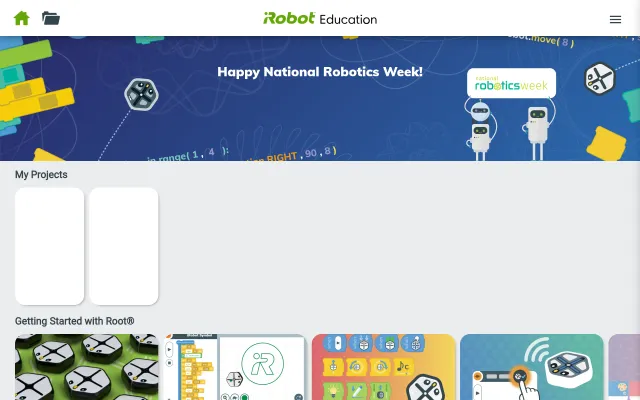 iRobot Education
.move( 8 )
Happy National Robotics Week!
national
roboticsweek
in range( 1 , 4 ):
RIGHT , 90 , 8 )
My Projects
Getting Started with Root®
iR